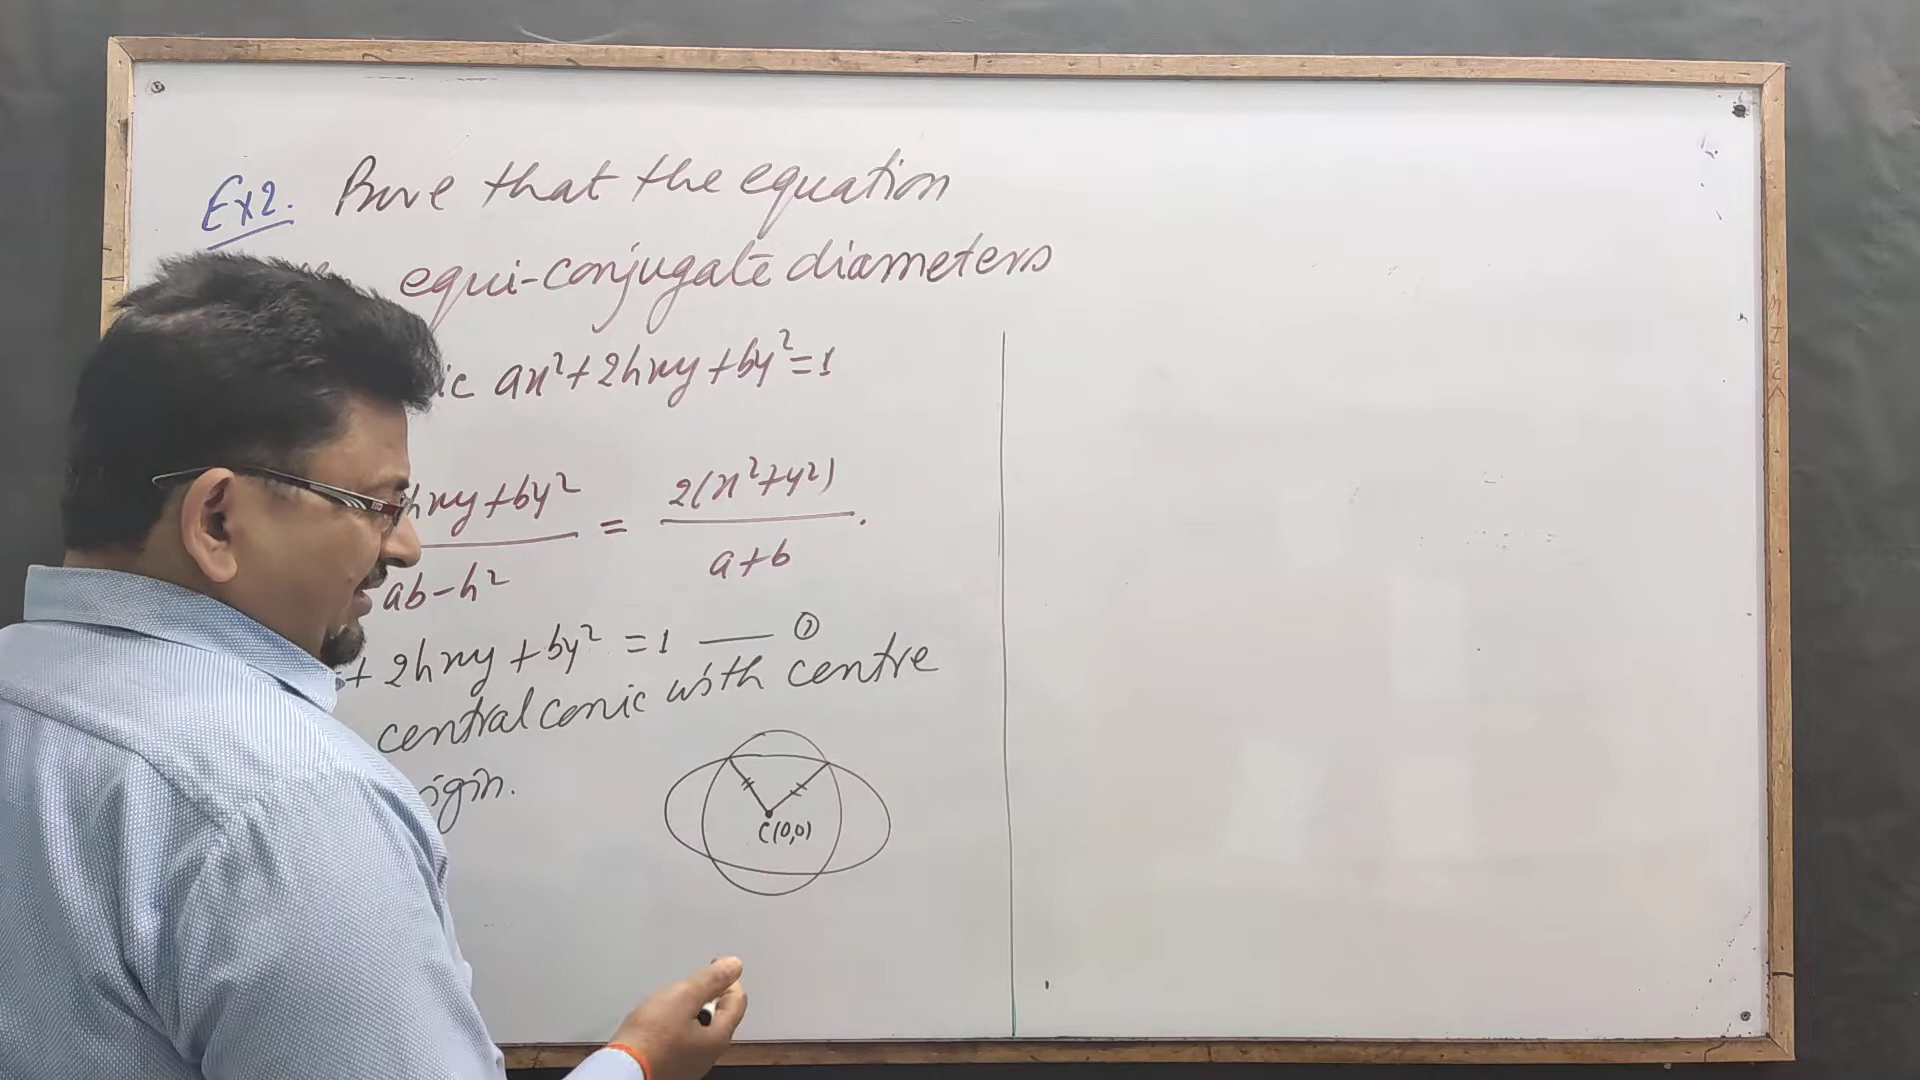 Ex2. Prove that the equation
equi-conjugate diameters
ic ax²+2hxy+by²=1
hxy+by² / ab-h² = 2(x²+y²) / a+b.
+2hxy+by² =1 — ①
central conic with centre
igin.
C(0,0)